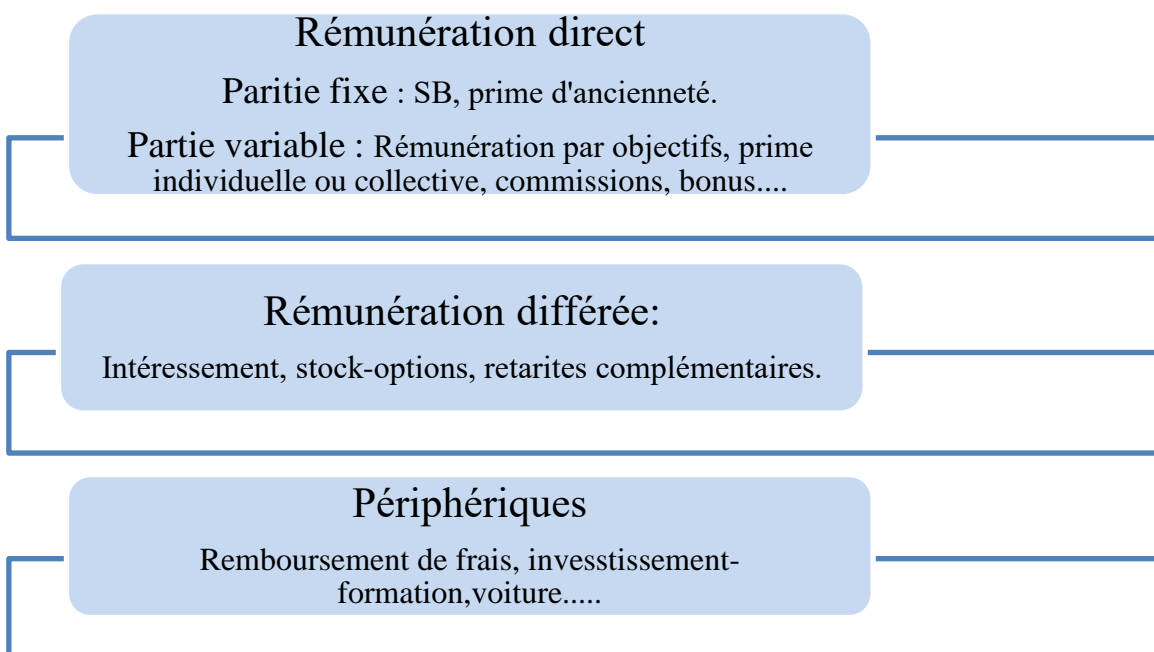 Rémunération direct
Paritie fixe : SB, prime d'ancienneté.
Partie variable : Rémunération par objectifs, prime
individuelle ou collective, commissions, bonus....
Rémunération différée:
Intéressement, stock-options, retarites complémentaires.
Périphériques
Remboursement de frais, invesstissement-
formation,voiture.....